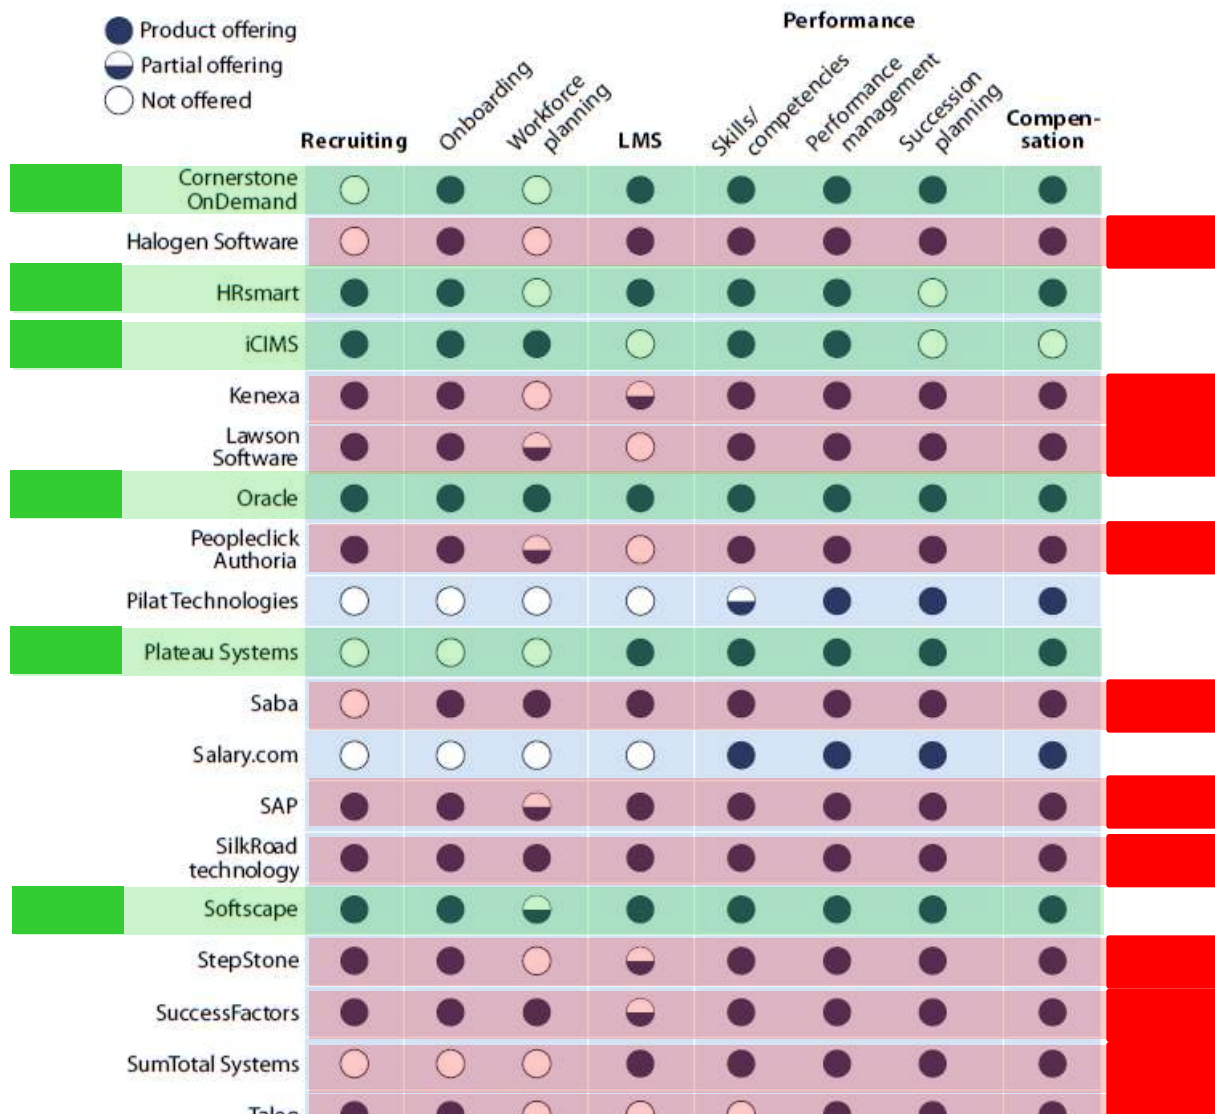 Product offering
Partial offering
Not offered
Performance
Recruiting
Onboarding
Workforce
planning
LMS
Skills/
competencies
Performance
management
Succession
planning
Compen-
sation
Cornerstone
OnDemand
Halogen Software
HRsmart
iCIMS
Kenexa
Lawson
Software
Oracle
Peopleclick
Authoria
Pilat Technologies
Plateau Systems
Saba
Salary.com
SAP
SilkRoad
technology
Softscape
StepStone
SuccessFactors
SumTotal Systems
Taleo